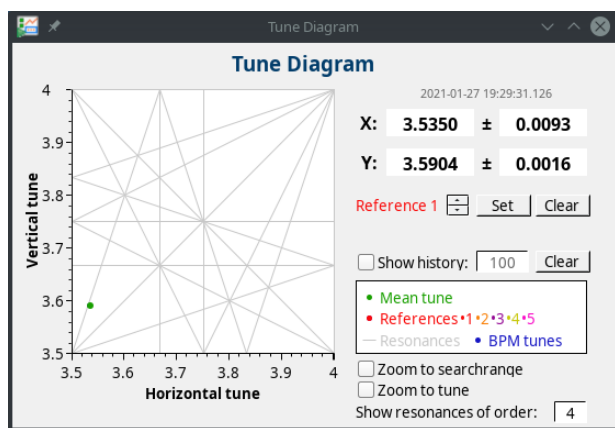 Tune Diagram
Tune Diagram
2021-01-27 19:29:31.126
X: 3.5350 ± 0.0093
Y: 3.5904 ± 0.0016
Reference 1 Set Clear
Show history: 100 Clear
Mean tune
References •1 •2 •3 •4 •5
Resonances • BPM tunes
Zoom to searchrange
Zoom to tune
Show resonances of order: 4
Vertical tune
4
3.9
3.8
3.7
3.6
3.5
3.5 3.6 3.7 3.8 3.9 4
Horizontal tune